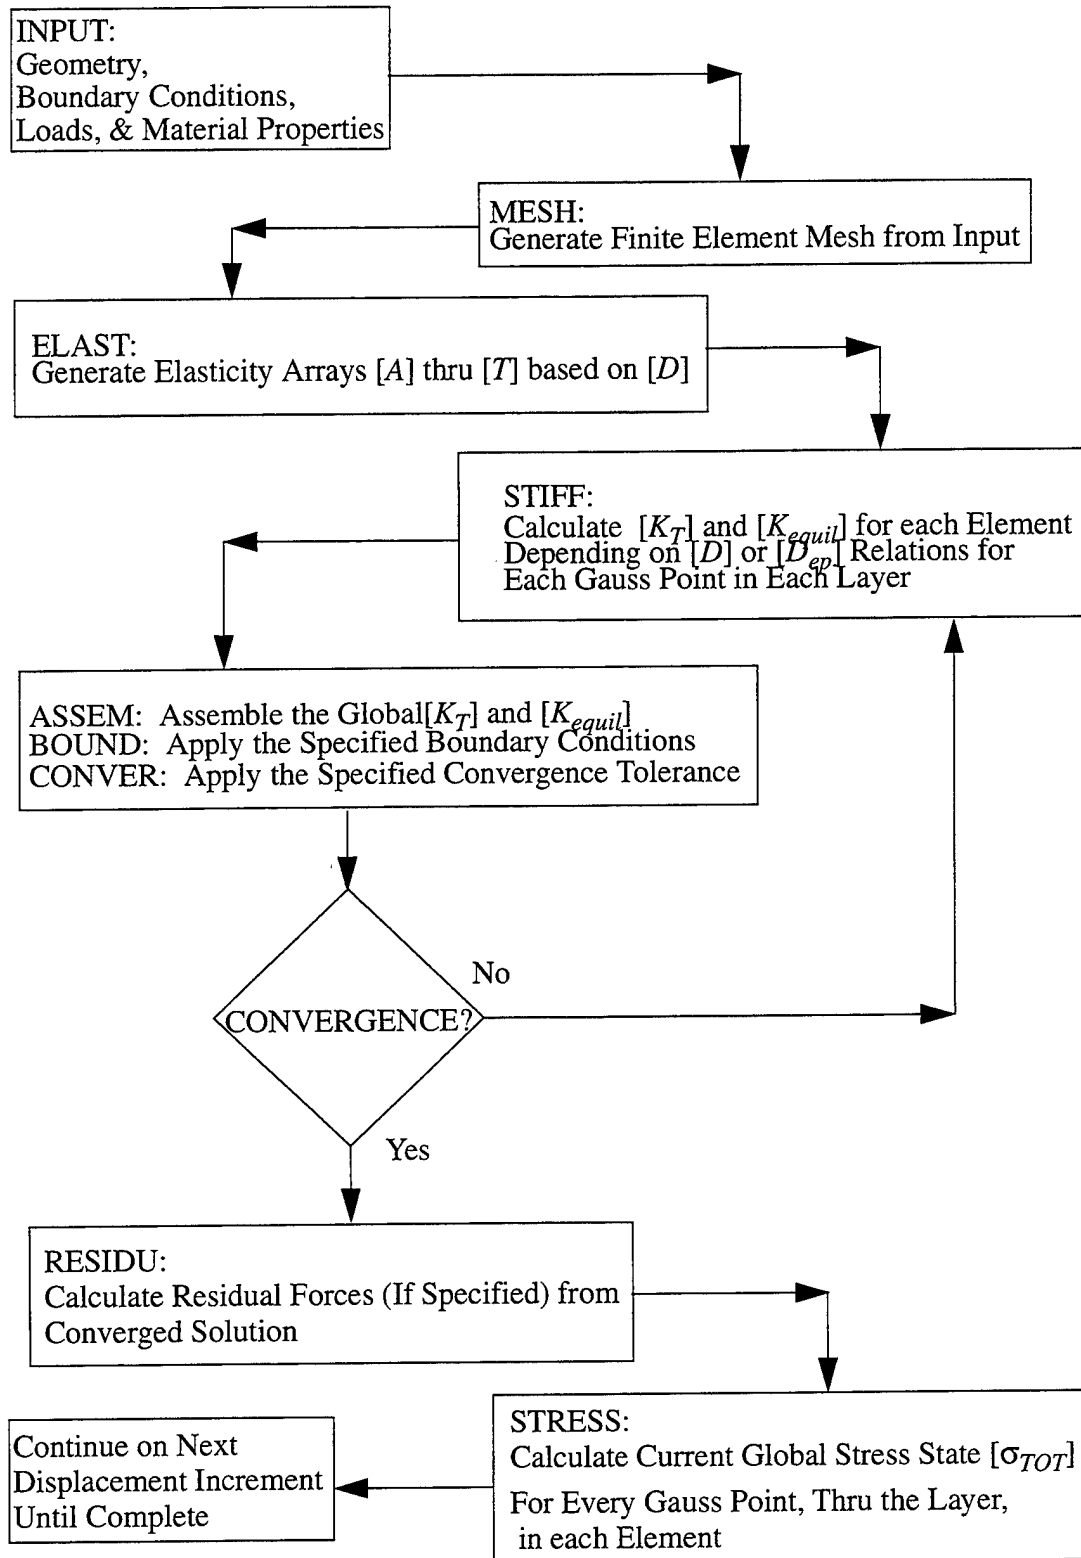 INPUT:
Geometry,
Boundary Conditions,
Loads, & Material Properties
MESH:
Generate Finite Element Mesh from Input
ELAST:
Generate Elasticity Arrays [A] thru [T] based on [D]
STIFF:
Calculate [K_T] and [K_equil] for each Element
Depending on [D] or [D_ep] Relations for
Each Gauss Point in Each Layer
ASSEM: Assemble the Global[K_T] and [K_equil]
BOUND: Apply the Specified Boundary Conditions
CONVER: Apply the Specified Convergence Tolerance
No
CONVERGENCE?
Yes
RESIDU:
Calculate Residual Forces (If Specified) from
Converged Solution
STRESS:
Calculate Current Global Stress State [σ_TOT]
For Every Gauss Point, Thru the Layer,
in each Element
Continue on Next
Displacement Increment
Until Complete